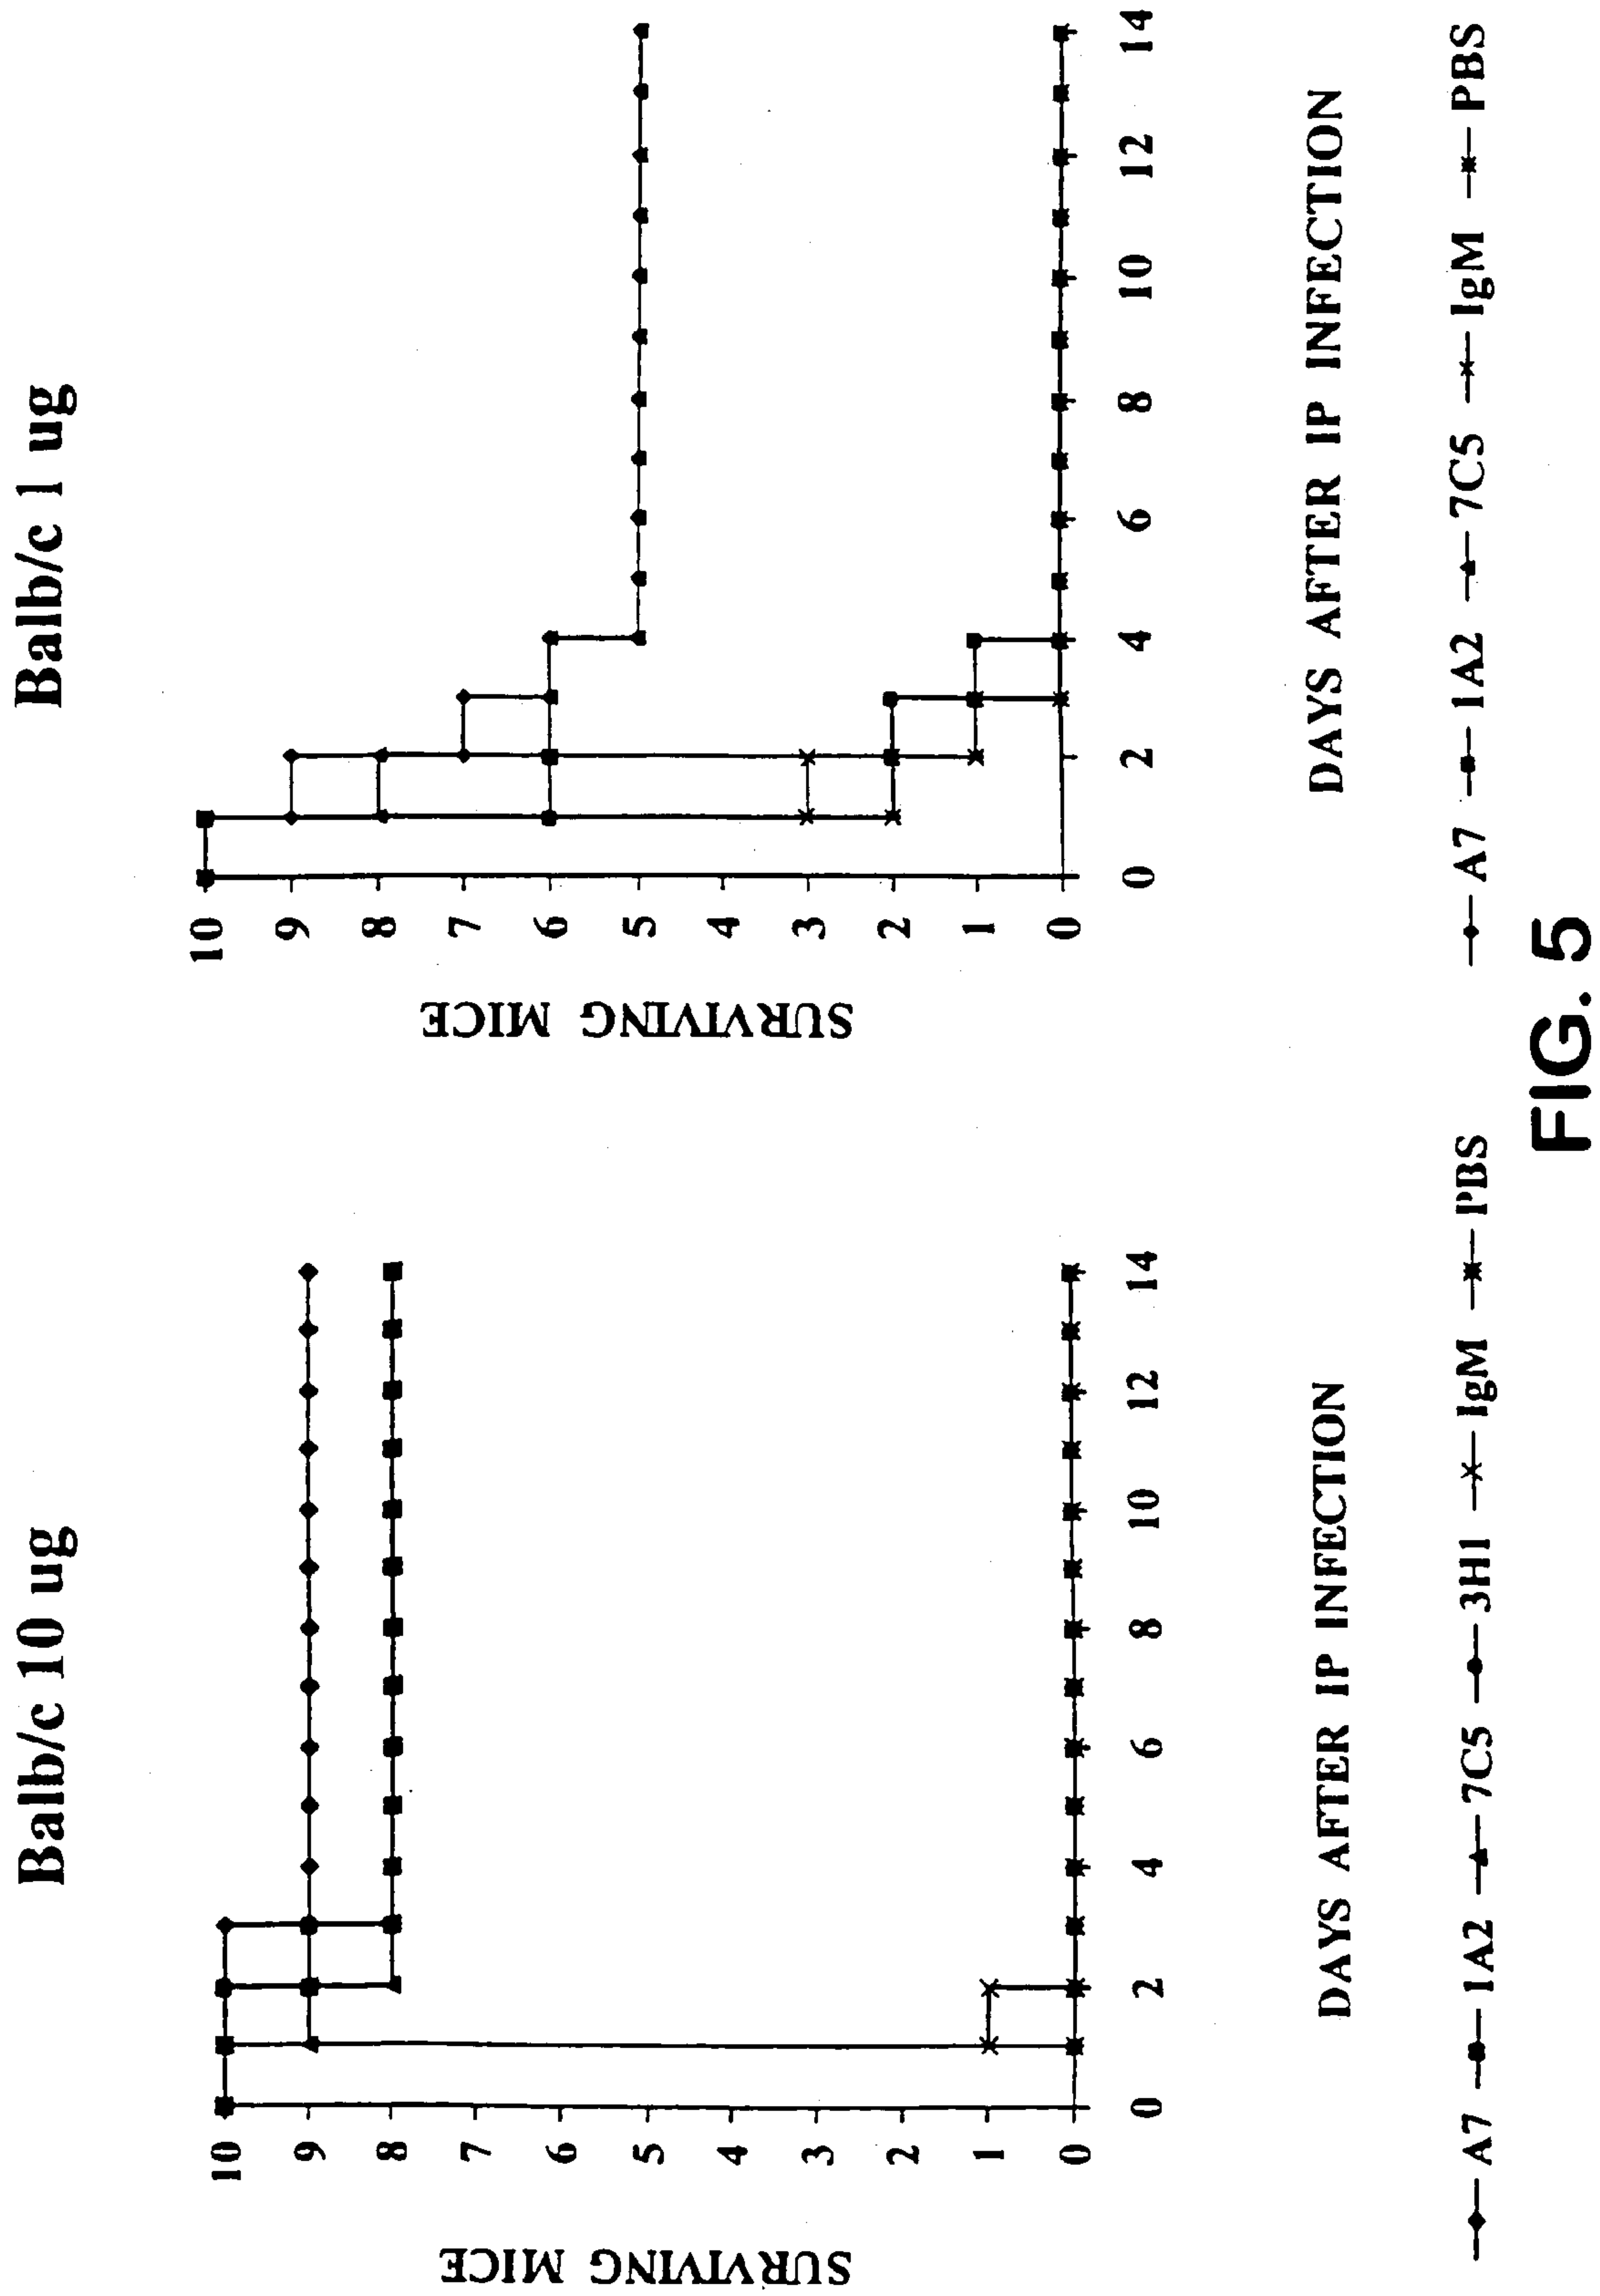 Balb/c 10 ug
SURVIVING MICE
10
9
8
7
6
5
4
3
2
1
0
0 2 4 6 8 10 12 14
DAYS AFTER IP INFECTION
A7 1A2 7C5 3H1 IgM PBS
Balb/c 1 ug
SURVIVING MICE
10
9
8
7
6
5
4
3
2
1
0
0 2 4 6 8 10 12 14
DAYS AFTER IP INFECTION
A7 1A2 7C5 IgM PBS
FIG. 5